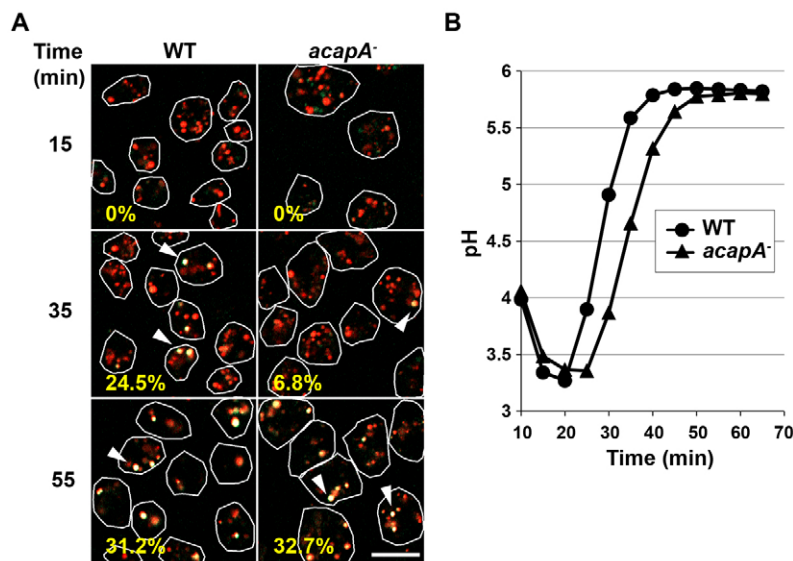 A
B
Time
(min)
WT
acapA-
15
0%
0%
35
24.5%
6.8%
55
31.2%
32.7%
6
5.5
5
4.5
4
3.5
3
pH
WT
acapA-
10 20 30 40 50 60 70
Time (min)